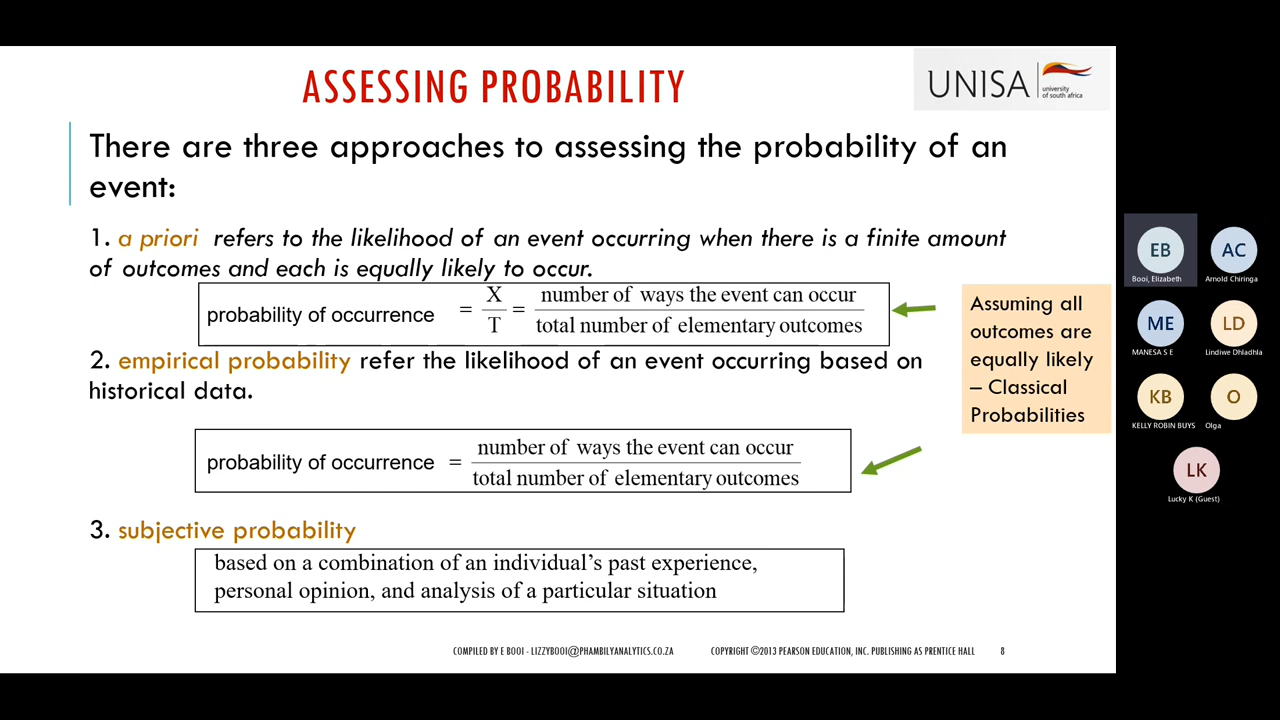 ASSESSING PROBABILITY
UNISA
university
of south africa
There are three approaches to assessing the probability of an
event:
1. a priori refers to the likelihood of an event occurring when there is a finite amount
of outcomes and each is equally likely to occur.
probability of occurrence = X/T = number of ways the event can occur / total number of elementary outcomes
2. empirical probability refer the likelihood of an event occurring based on
historical data.
probability of occurrence = number of ways the event can occur / total number of elementary outcomes
3. subjective probability
based on a combination of an individual's past experience,
personal opinion, and analysis of a particular situation
Assuming all
outcomes are
equally likely
– Classical
Probabilities
COMPILED BY E BOOI - LIZZYBOOI@PHAMBILYANALYTICS.CO.ZA
COPYRIGHT ©2013 PEARSON EDUCATION, INC. PUBLISHING AS PRENTICE HALL
8
EB
Booi, Elizabeth
AC
Arnold Chiringa
ME
MANESA S E
LD
Lindiwe Dhladhla
KB
KELLY ROBIN BUYS
O
Olga
LK
Lucky K (Guest)